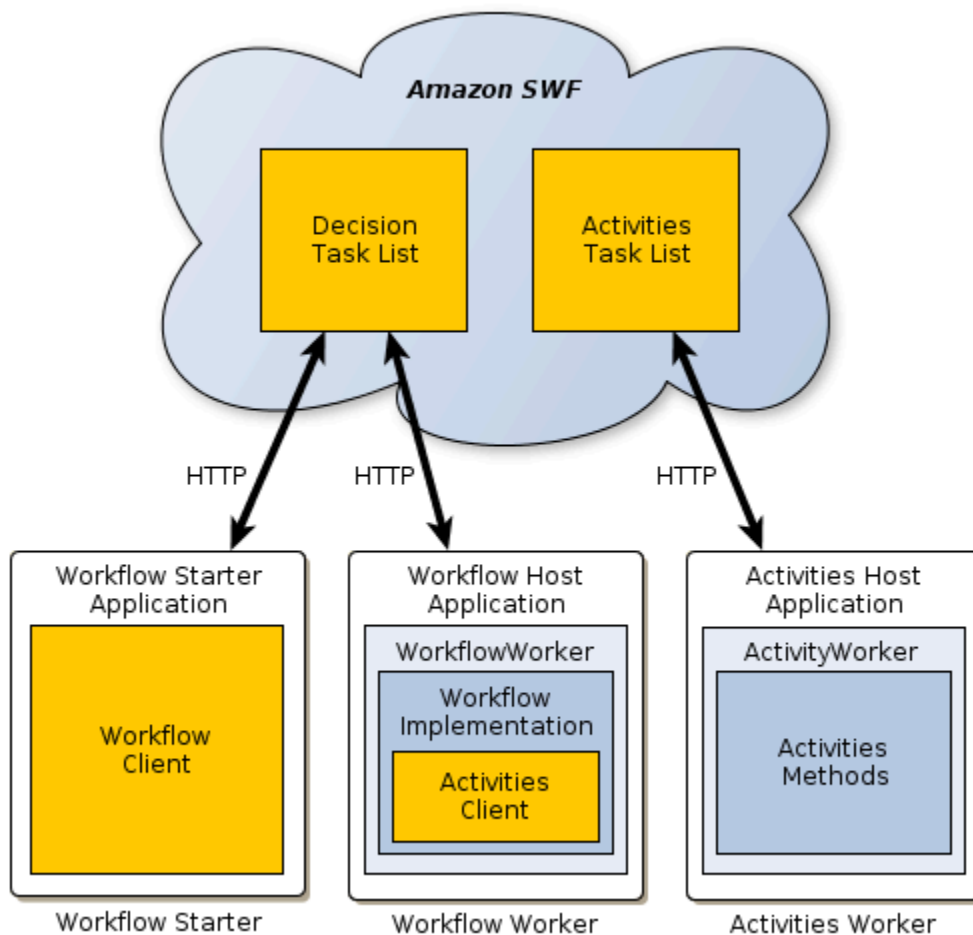 Amazon SWF
Decision
Task List
Activities
Task List
HTTP
HTTP
HTTP
Workflow Starter
Application
Workflow
Client
Workflow Starter
Workflow Host
Application
WorkflowWorker
Workflow
Implementation
Activities
Client
Workflow Worker
Activities Host
Application
ActivityWorker
Activities
Methods
Activities Worker